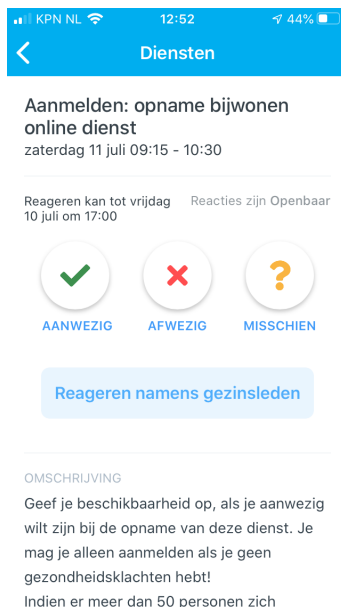 KPN NL 12:52 44%
Diensten
Aanmelden: opname bijwonen
online dienst
zaterdag 11 juli 09:15 - 10:30
Reageren kan tot vrijdag
10 juli om 17:00
Reacties zijn Openbaar
AANWEZIG AFWEZIG MISSCHIEN
Reageren namens gezinsleden
OMSCHRIJVING
Geef je beschikbaarheid op, als je aanwezig
wilt zijn bij de opname van deze dienst. Je
mag je alleen aanmelden als je geen
gezondheidsklachten hebt!
Indien er meer dan 50 personen zich